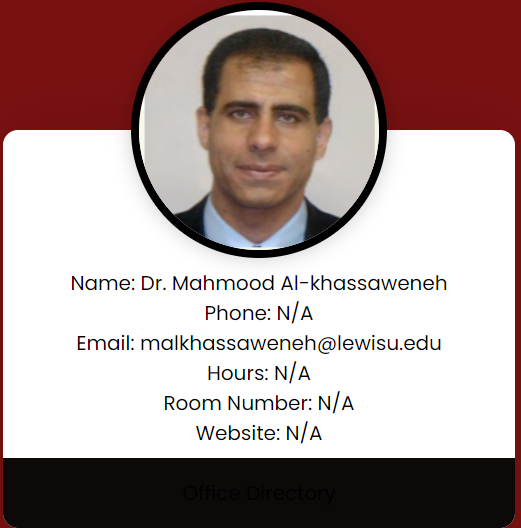 Name: Dr. Mahmood Al-khassaweneh
Phone: N/A
Email: malkhassaweneh@lewisu.edu
Hours: N/A
Room Number: N/A
Website: N/A
Office Directory